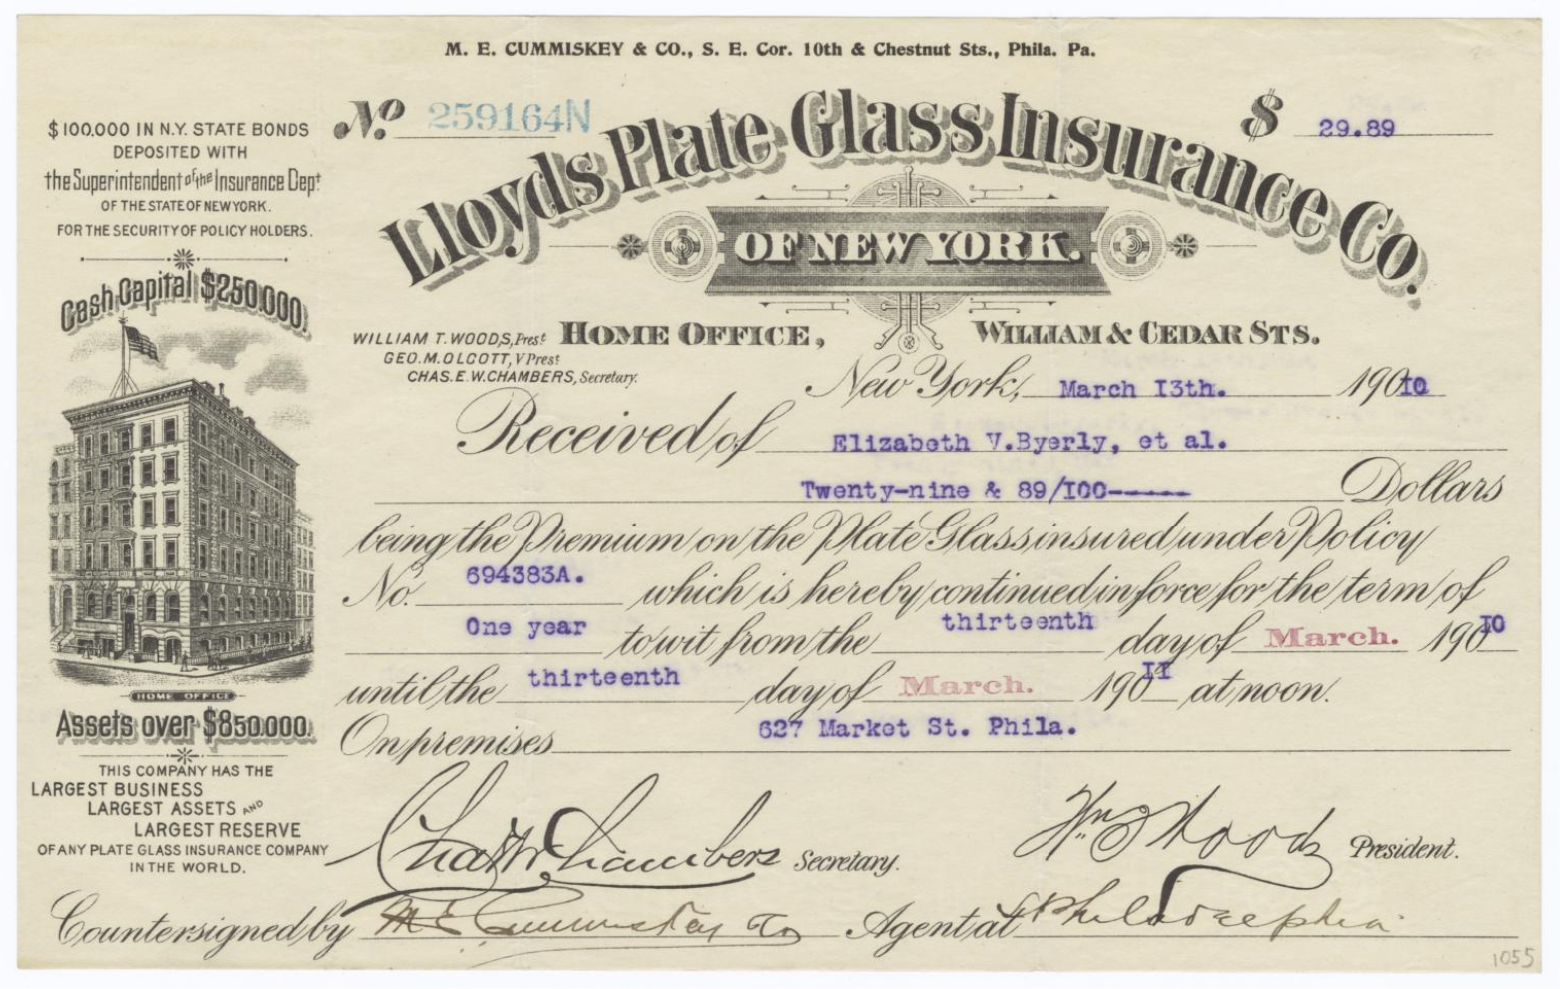 M. E. CUMMISKEY & CO., S. E. Cor. 10th & Chestnut Sts., Phila. Pa.
No. 259164N
$ 29.89
Lloyds Plate Glass Insurance Co.
OF NEW YORK.
$100.000 IN N.Y. STATE BONDS
DEPOSITED WITH
the Superintendent of the Insurance Dept
OF THE STATE OF NEW YORK.
FOR THE SECURITY OF POLICY HOLDERS.
Cash Capital $250.000.
HOME OFFICE
Assets over $850.000.
THIS COMPANY HAS THE
LARGEST BUSINESS
LARGEST ASSETS AND
LARGEST RESERVE
OF ANY PLATE GLASS INSURANCE COMPANY
IN THE WORLD.
WILLIAM T. WOODS, Prest HOME OFFICE, WILLIAM & CEDAR STS.
GEO. M. OLCOTT, V Prest
CHAS. E. W. CHAMBERS, Secretary.
New York, March I3th. 190I0
Received of Elizabeth V.Byerly, et al.
Twenty-nine & 89/I00----- Dollars
being the Premium on the Plate Glass insured under Policy
No. 694383A. which is hereby continued in force for the term of
One year to wit from the thirteenth day of March. 190I0
until the thirteenth day of March. 190II at noon.
On premises 627 Market St. Phila.
Chas E W Chambers Secretary.
Wm T Woods President.
Countersigned by M E Cummiskey Co Agent at Philadelphia
1055